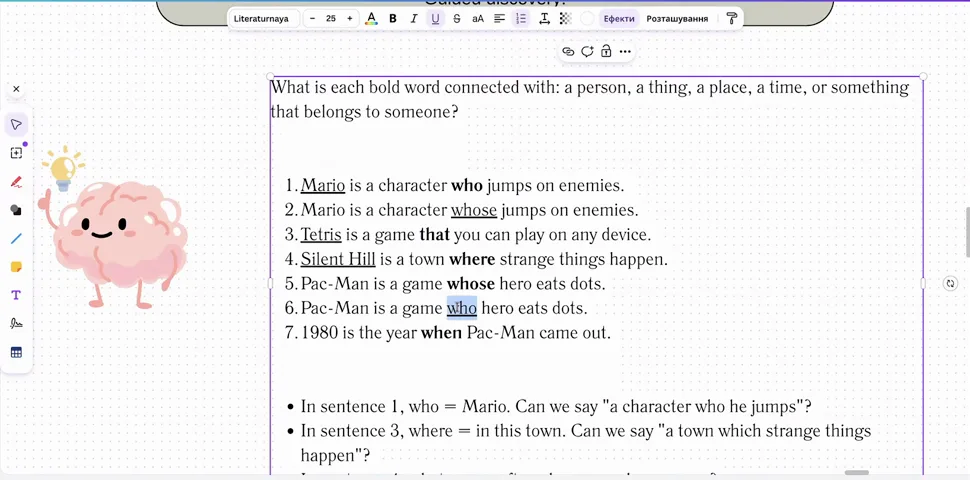 Guided discovery:
Literaturnaya − 25 + A B I U S aA T Ефекти Розташування
What is each bold word connected with: a person, a thing, a place, a time, or something
that belongs to someone?
1. Mario is a character who jumps on enemies.
2. Mario is a character whose jumps on enemies.
3. Tetris is a game that you can play on any device.
4. Silent Hill is a town where strange things happen.
5. Pac-Man is a game whose hero eats dots.
6. Pac-Man is a game who hero eats dots.
7. 1980 is the year when Pac-Man came out.
• In sentence 1, who = Mario. Can we say "a character who he jumps"?
• In sentence 3, where = in this town. Can we say "a town which strange things
happen"?